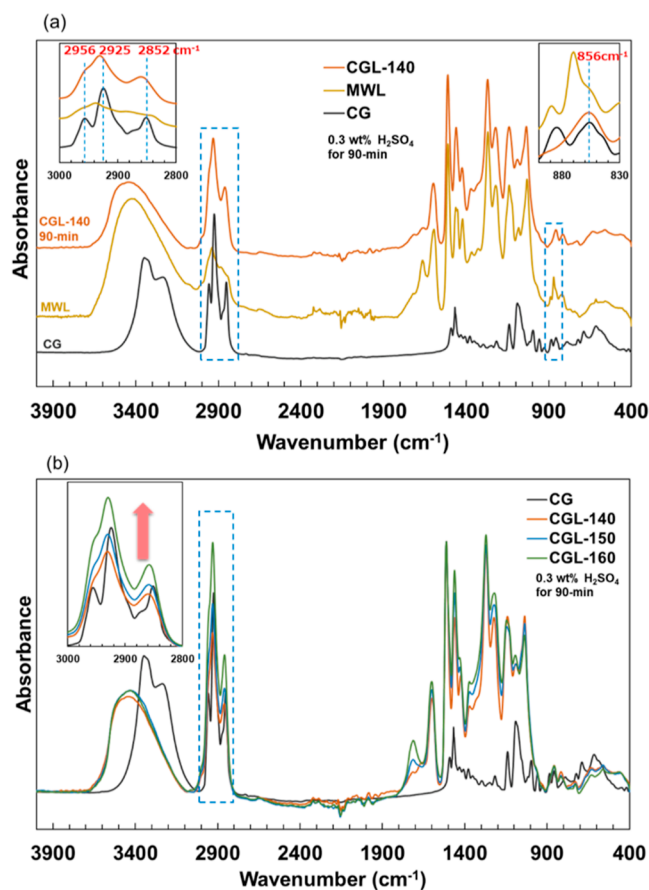 (a)
2956 2925 2852 cm-1
3000 2900 2800
CGL-140
MWL
CG
0.3 wt% H2SO4
for 90-min
856cm-1
880 830
CGL-140
90-min
MWL
CG
Absorbance
3900 3400 2900 2400 1900 1400 900 400
Wavenumber (cm-1)
(b)
3000 2900 2800
CG
CGL-140
CGL-150
CGL-160
0.3 wt% H2SO4
for 90-min
Absorbance
3900 3400 2900 2400 1900 1400 900 400
Wavenumber (cm-1)